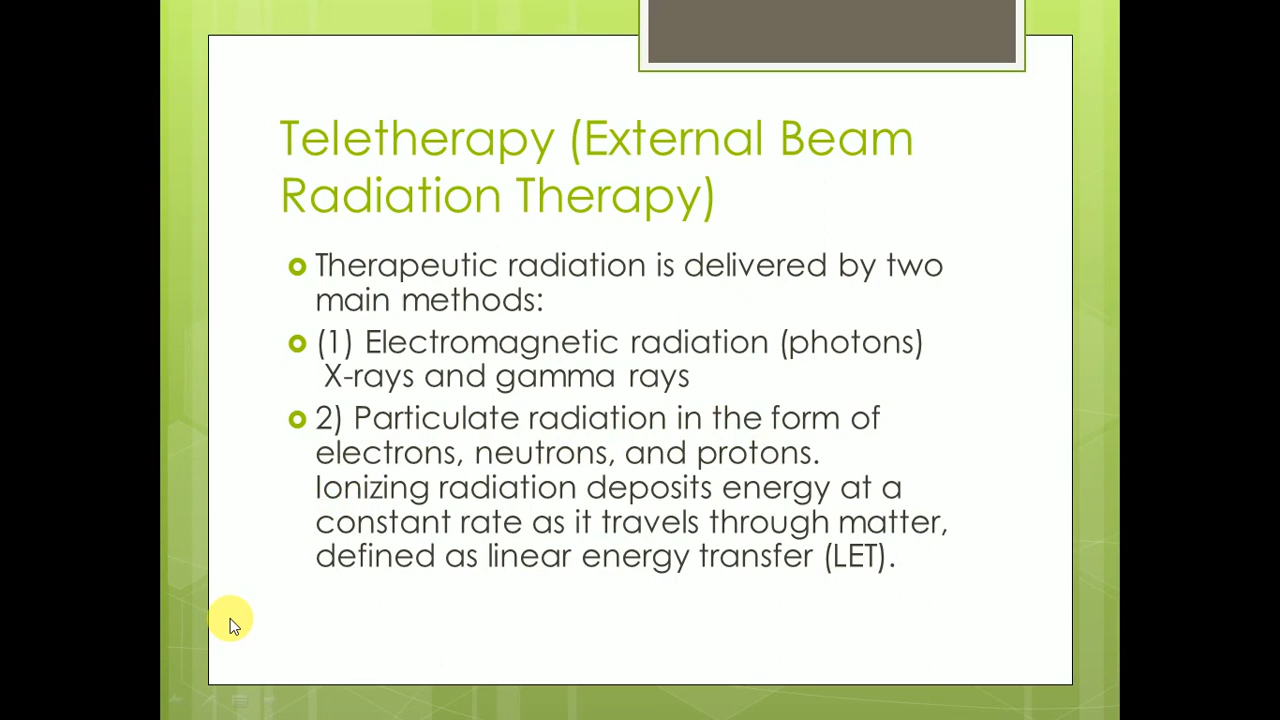 Teletherapy (External Beam
Radiation Therapy)
Therapeutic radiation is delivered by two
main methods:
(1) Electromagnetic radiation (photons)
X-rays and gamma rays
2) Particulate radiation in the form of
electrons, neutrons, and protons.
Ionizing radiation deposits energy at a
constant rate as it travels through matter,
defined as linear energy transfer (LET).